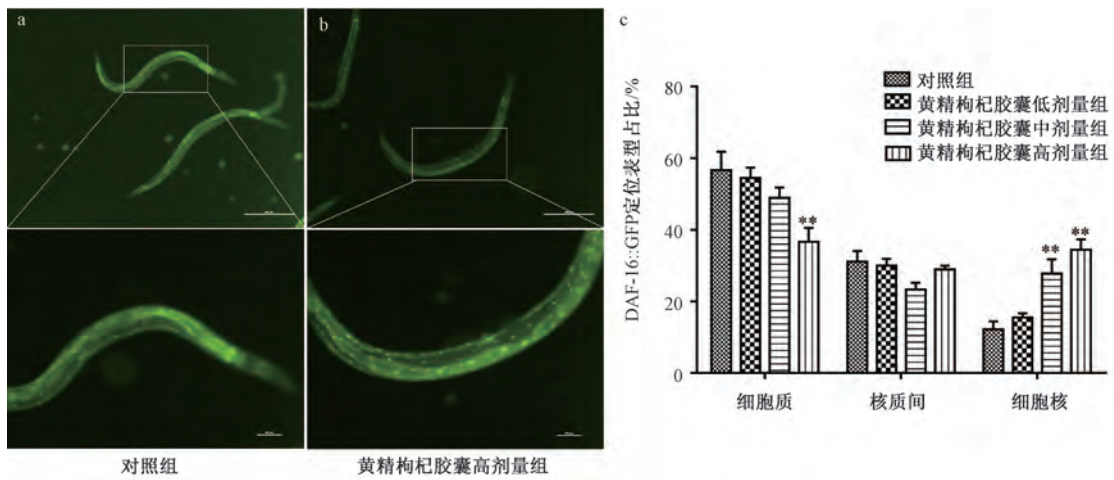 a
b
c
对照组
黄精枸杞胶囊高剂量组
DAF-16::GFP定位表型占比/%
80
60
40
20
0
对照组
黄精枸杞胶囊低剂量组
黄精枸杞胶囊中剂量组
黄精枸杞胶囊高剂量组
**
**
**
细胞质
核质间
细胞核